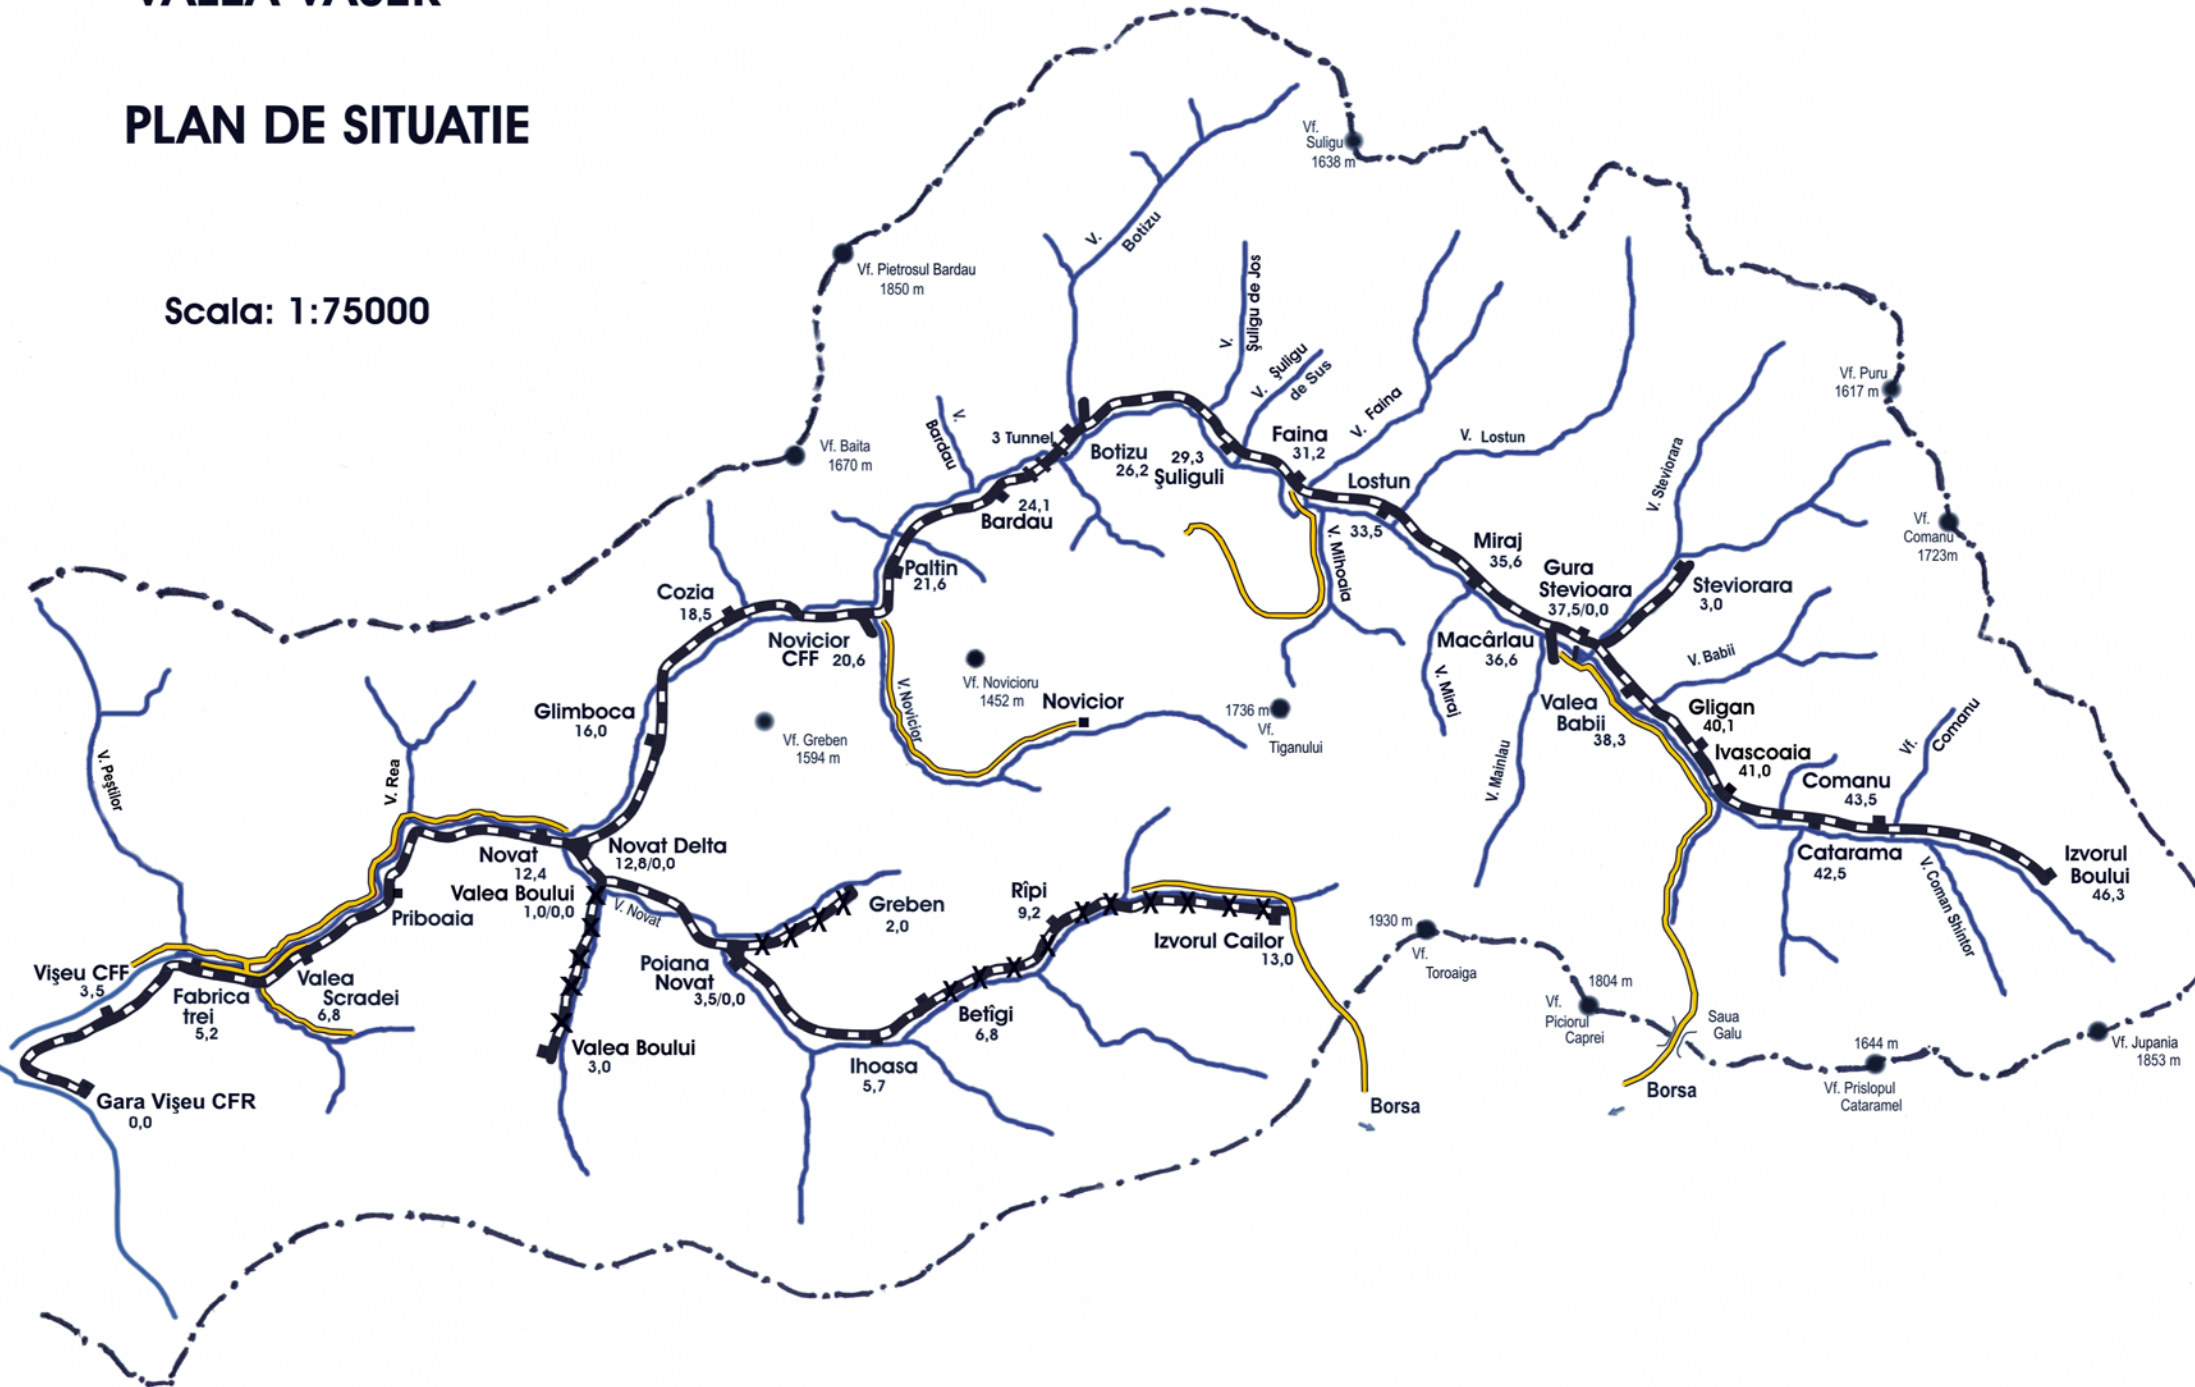 VALEA VASER
PLAN DE SITUATIE
Scala: 1:75000
Vf.
Suligu
1638 m
Vf. Pietrosul Bardau
1850 m
V.
Botizu
V.
Şuligu de Jos
V. Şuligu
de Sus
Vf. Puru
1617 m
Vf. Baita
1670 m
V.
Bardau
3 Tunnel
Botizu
26,2
29,3
Şuliguli
Faina
31,2
V. Faina
V. Lostun
V. Steviorara
Lostun
33,5
24,1
Bardau
Vf.
Comanu
1723m
Miraj
35,6
Gura
Stevioara
37,5/0,0
Steviorara
3,0
Paltin
21,6
V. Mihoaia
Cozia
18,5
Novicior
CFF 20,6
Macârlau
36,6
V. Babii
Vf. Novicioru
1452 m
V. Novicior
Novicior
V. Miraj
Glimboca
16,0
1736 m
Vf.
Tiganului
Valea
Babii
38,3
Gligan
40,1
Vf. Comanu
Vf. Greben
1594 m
Ivascoaia
41,0
V. Peştilor
V. Rea
V. Mainlau
Comanu
43,5
Novat
12,4
Novat Delta
12,8/0,0
Catarama
42,5
Izvorul
Boului
46,3
V. Coman Shintor
Valea Boului
1,0/0,0
V. Novat
Greben
2,0
Rîpi
9,2
Priboaia
1930 m
Vf.
Toroaiga
Izvorul Cailor
13,0
Vişeu CFF
3,5
Fabrica
trei
5,2
Valea
Scradei
6,8
Poiana
Novat
3,5/0,0
Betîgi
6,8
1804 m
Vf.
Piciorul
Caprei
Saua
Galu
Valea Boului
3,0
Ihoasa
5,7
1644 m
Vf. Prislopul
Cataramel
Vf. Jupania
1853 m
Gara Vişeu CFR
0,0
Borsa
Borsa